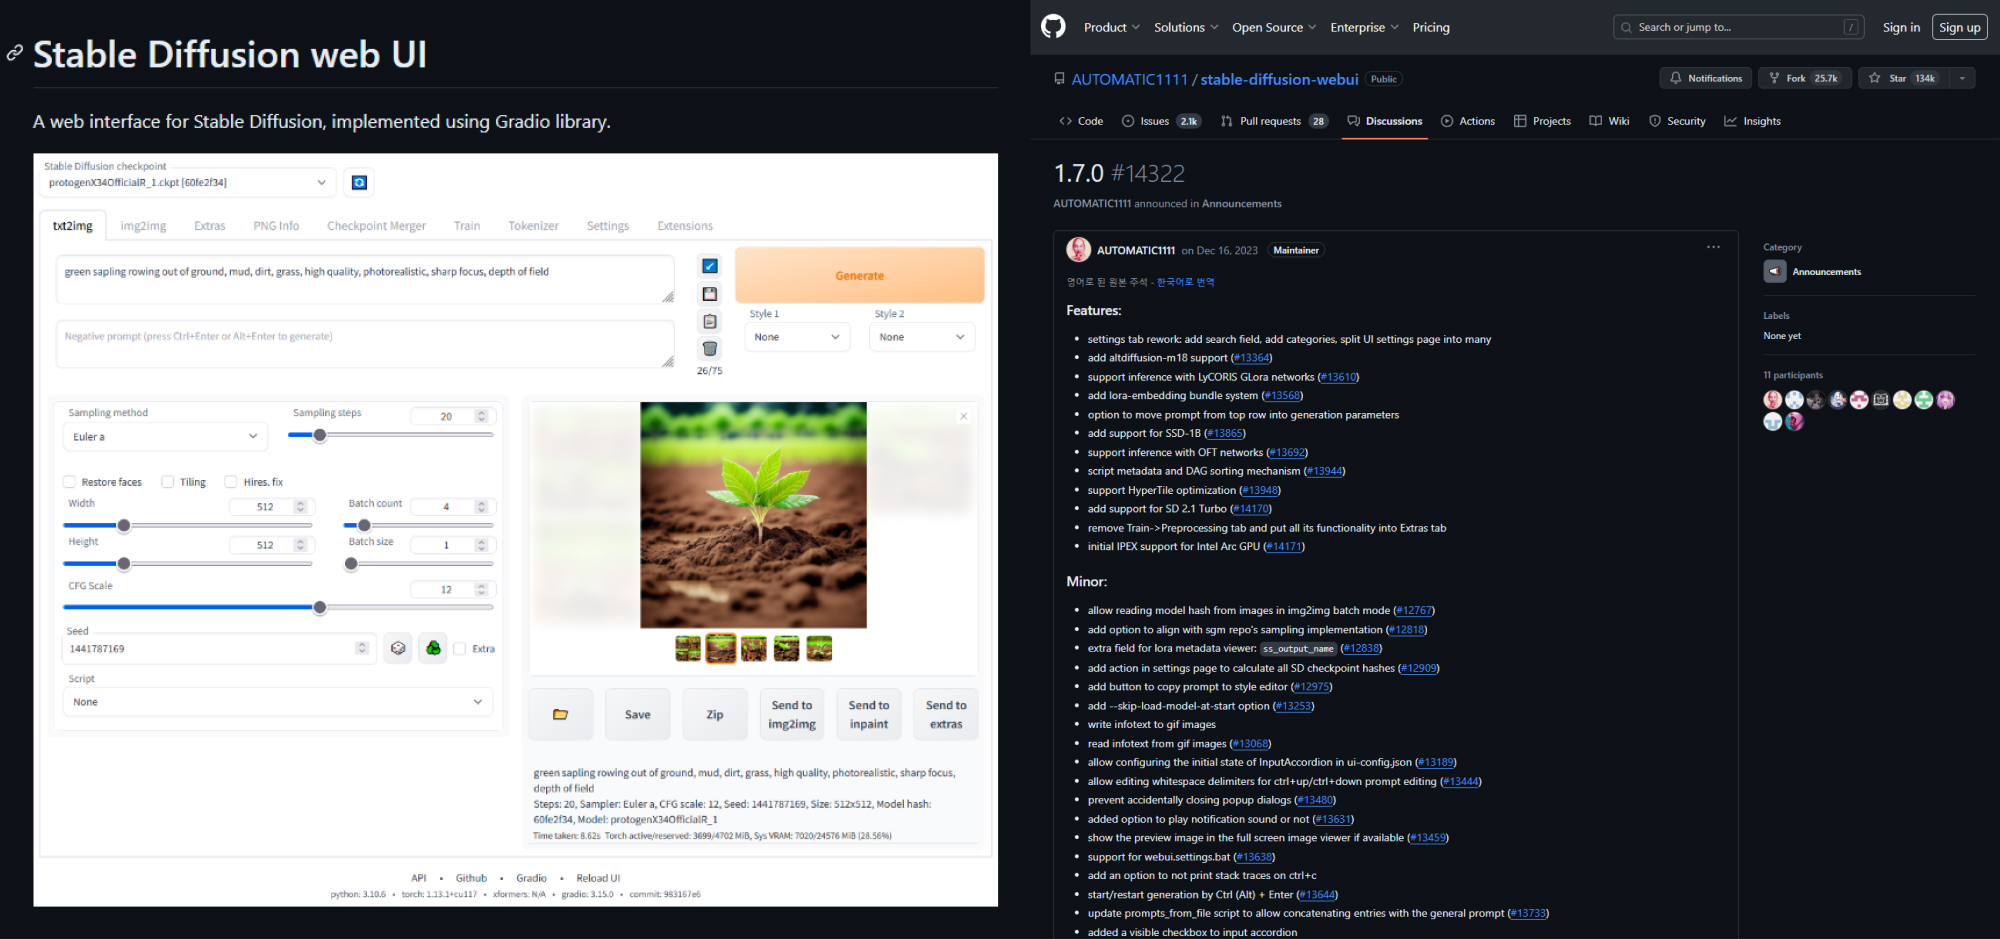 Stable Diffusion web UI
A web interface for Stable Diffusion, implemented using Gradio library.
Stable Diffusion checkpoint
protogenX34OfficialR_1.ckpt [60fe2f34]
txt2img img2img Extras PNG Info Checkpoint Merger Train Tokenizer Settings Extensions
green sapling rowing out of ground, mud, dirt, grass, high quality, photorealistic, sharp focus, depth of field
Negative prompt (press Ctrl+Enter or Alt+Enter to generate)
26/75
Generate
Style 1 Style 2
None None
Sampling method
Euler a
Sampling steps 20
Restore faces Tiling Hires. fix
Width 512
Batch count 4
Height 512
Batch size 1
CFG Scale 12
Seed
1441787169
Extra
Script
None
Save
Zip
Send to img2img
Send to inpaint
Send to extras
green sapling rowing out of ground, mud, dirt, grass, high quality, photorealistic, sharp focus,
depth of field
Steps: 20, Sampler: Euler a, CFG scale: 12, Seed: 1441787169, Size: 512x512, Model hash:
60fe2f34, Model: protogenX34OfficialR_1
Time taken: 8.62s Torch active/reserved: 3699/4702 MiB, Sys VRAM: 7020/24576 MiB (28.56%)
API • Github • Gradio • Reload UI
python: 3.10.6 • torch: 1.13.1+cu117 • xformers: N/A • gradio: 3.15.0 • commit: 983167e6
Product Solutions Open Source Enterprise Pricing
Search or jump to... /
Sign in Sign up
AUTOMATIC1111 / stable-diffusion-webui Public
Notifications Fork 25.7k Star 134k
Code Issues 2.1k Pull requests 28 Discussions Actions Projects Wiki Security Insights
1.7.0 #14322
AUTOMATIC1111 announced in Announcements
AUTOMATIC1111 on Dec 16, 2023 Maintainer ...
영어로 된 원본 주석 - 한국어로 번역
Features:
• settings tab rework: add search field, add categories, split UI settings page into many
• add altdiffusion-m18 support (#13364)
• support inference with LyCORIS GLora networks (#13610)
• add lora-embedding bundle system (#13568)
• option to move prompt from top row into generation parameters
• add support for SSD-1B (#13865)
• support inference with OFT networks (#13692)
• script metadata and DAG sorting mechanism (#13944)
• support HyperTile optimization (#13948)
• add support for SD 2.1 Turbo (#14170)
• remove Train->Preprocessing tab and put all its functionality into Extras tab
• initial IPEX support for Intel Arc GPU (#14171)
Minor:
• allow reading model hash from images in img2img batch mode (#12767)
• add option to align with sgm repo's sampling implementation (#12818)
• extra field for lora metadata viewer: ss_output_name (#12838)
• add action in settings page to calculate all SD checkpoint hashes (#12909)
• add button to copy prompt to style editor (#12975)
• add --skip-load-model-at-start option (#13253)
• write infotext to gif images
• read infotext from gif images (#13068)
• allow configuring the initial state of InputAccordion in ui-config.json (#13189)
• allow editing whitespace delimiters for ctrl+up/ctrl+down prompt editing (#13444)
• prevent accidentally closing popup dialogs (#13480)
• added option to play notification sound or not (#13631)
• show the preview image in the full screen image viewer if available (#13459)
• support for webui.settings.bat (#13638)
• add an option to not print stack traces on ctrl+c
• start/restart generation by Ctrl (Alt) + Enter (#13644)
• update prompts_from_file script to allow concatenating entries with the general prompt (#13733)
• added a visible checkbox to input accordion
Category
Announcements
Labels
None yet
11 participants